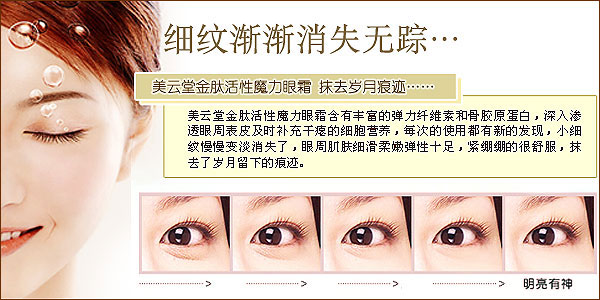 细纹渐渐消失无踪…
美云堂金肽活性魔力眼霜 抹去岁月痕迹……
美云堂金肽活性魔力眼霜含有丰富的弹力纤维素和骨胶原蛋白，深入渗
透眼周表皮及时补充干瘪的细胞营养，每次的使用都有新的发现，小细
纹慢慢变淡消失了，眼周肌肤细滑柔嫩弹性十足，紧绷绷的很舒服，抹
去了岁月留下的痕迹。
明亮有神